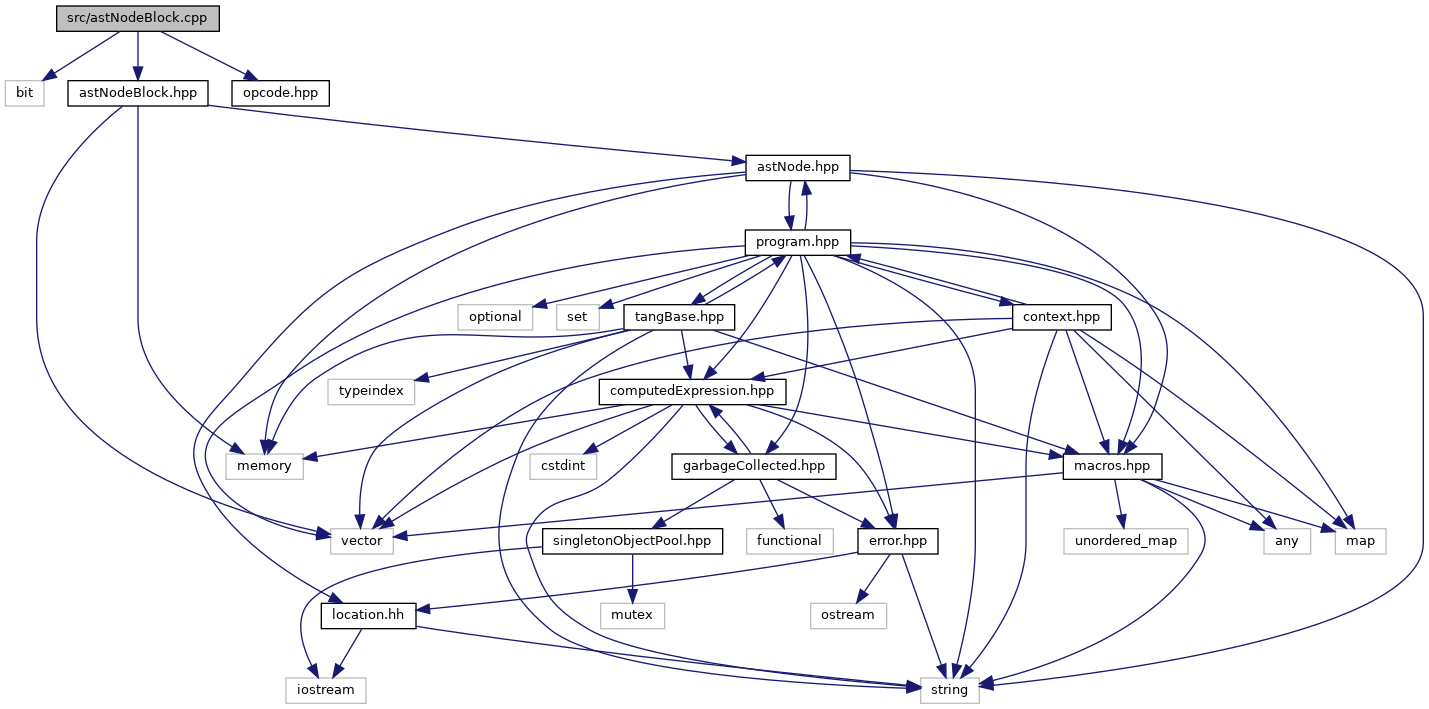 src/astNodeBlock.cpp
bit
astNodeBlock.hpp
opcode.hpp
astNode.hpp
program.hpp
optional
set
tangBase.hpp
context.hpp
typeindex
computedExpression.hpp
memory
cstdint
garbageCollected.hpp
macros.hpp
vector
singletonObjectPool.hpp
functional
error.hpp
unordered_map
any
map
location.hh
mutex
ostream
iostream
string